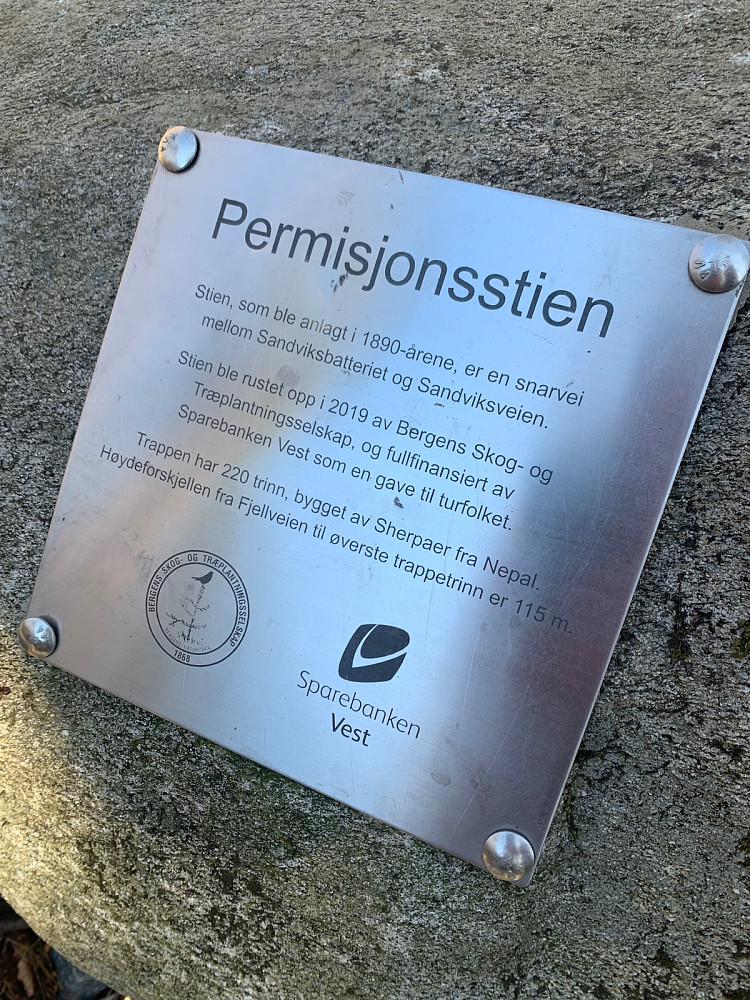 Permisjonsstien
Stien, som ble anlagt i 1890-årene, er en snarvei
mellom Sandviksbatteriet og Sandviksveien.
Stien ble rustet opp i 2019 av Bergens Skog- og
Træplantningsselskap, og fullfinansiert av
Sparebanken Vest som en gave til turfolket.
Trappen har 220 trinn, bygget av Sherpaer fra Nepal.
Høydeforskjellen fra Fjellveien til øverste trappetrinn er 115 m.
BERGENS SKOG- OG TRÆPLANTNINGSSELSKAP
1868
Sparebanken
Vest